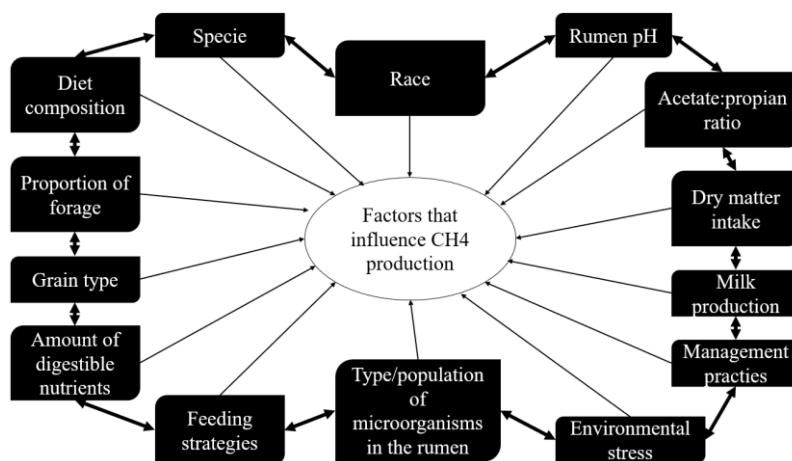 Specie
Race
Rumen pH
Diet
composition
Acetate:propian
ratio
Proportion of
forage
Factors that
influence CH4
production
Dry matter
intake
Grain type
Milk
production
Amount of
digestible
nutrients
Management
practies
Feeding
strategies
Type/population
of
microorganisms
in the rumen
Environmental
stress